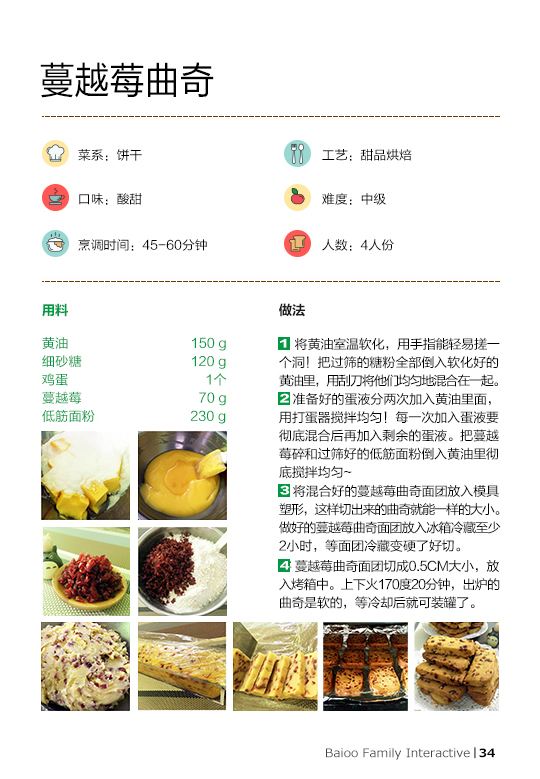 蔓越莓曲奇
菜系：饼干
工艺：甜品烘焙
口味：酸甜
难度：中级
烹调时间：45-60分钟
人数：4人份
用料
黄油 150 g
细砂糖 120 g
鸡蛋 1个
蔓越莓 70 g
低筋面粉 230 g
做法
1 将黄油室温软化，用手指能轻易搓一
个洞！把过筛的糖粉全部倒入软化好的
黄油里，用刮刀将他们均匀地混合在一起。
2 准备好的蛋液分两次加入黄油里面，
用打蛋器搅拌均匀！每一次加入蛋液要
彻底混合后再加入剩余的蛋液。把蔓越
莓碎和过筛好的低筋面粉倒入黄油里彻
底搅拌均匀~
3 将混合好的蔓越莓曲奇面团放入模具
塑形，这样切出来的曲奇就能一样的大小。
做好的蔓越莓曲奇面团放入冰箱冷藏至少
2小时，等面团冷藏变硬了好切。
4 蔓越莓曲奇面团切成0.5CM大小，放
入烤箱中。上下火170度20分钟，出炉的
曲奇是软的，等冷却后就可装罐了。
Baioo Family Interactive | 34